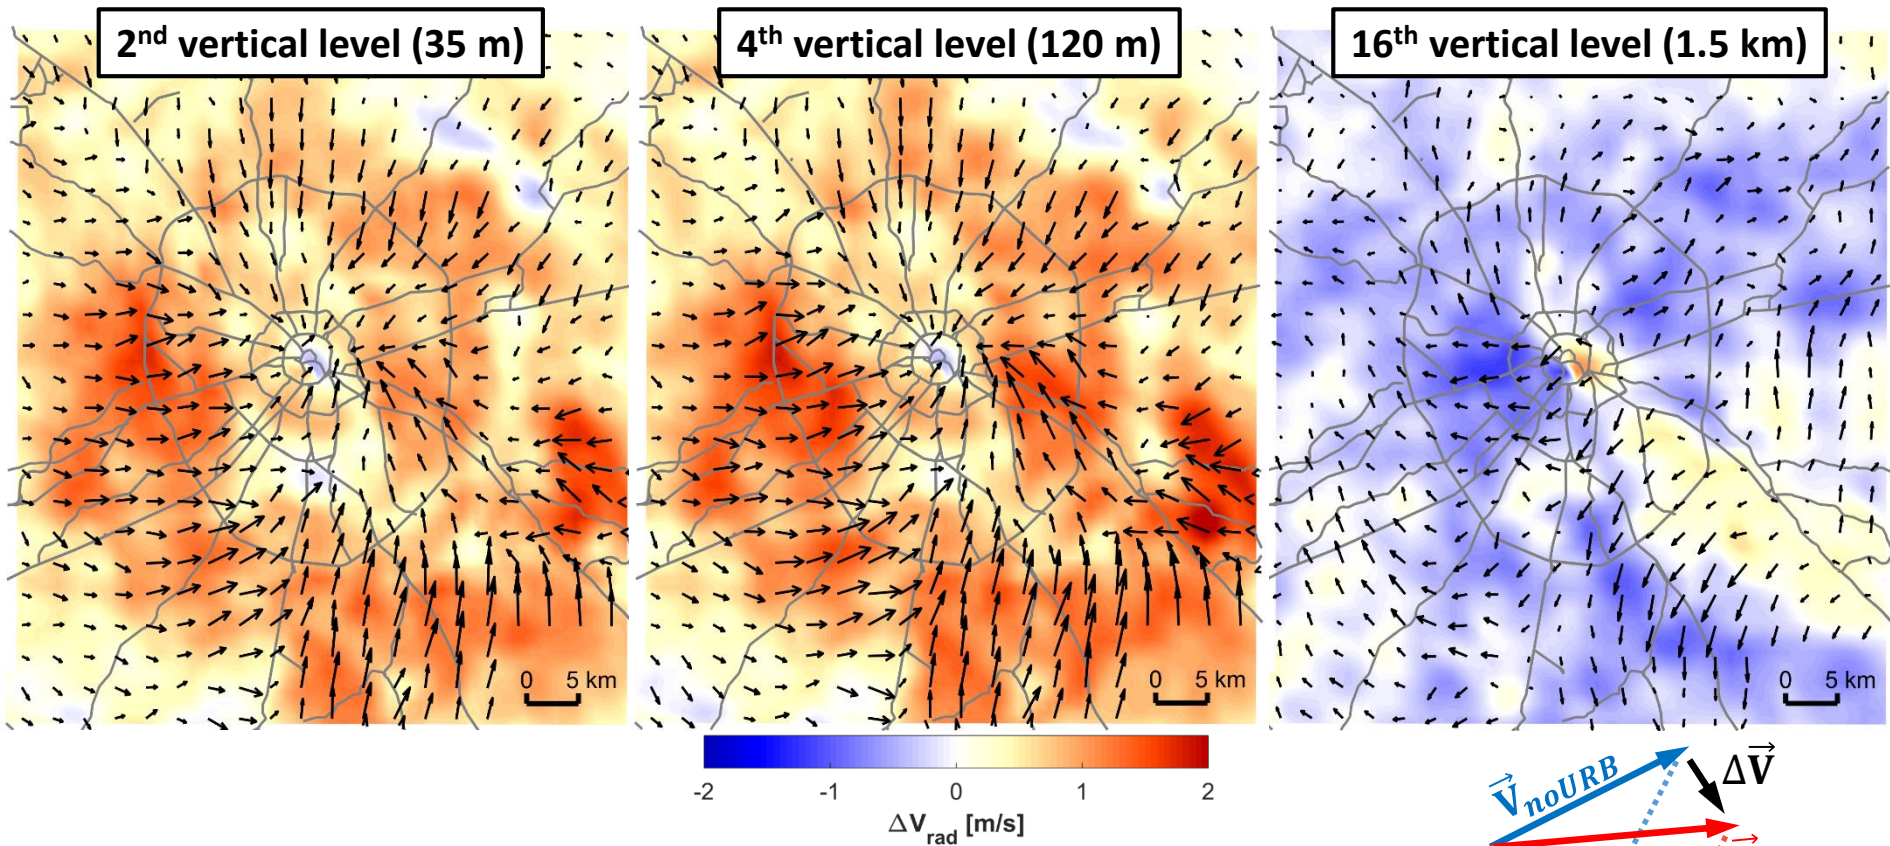 2nd vertical level (35 m)
4th vertical level (120 m)
16th vertical level (1.5 km)
0 5 km
0 5 km
0 5 km
-2 -1 0 1 2
ΔVrad [m/s]
VnoURB
ΔV